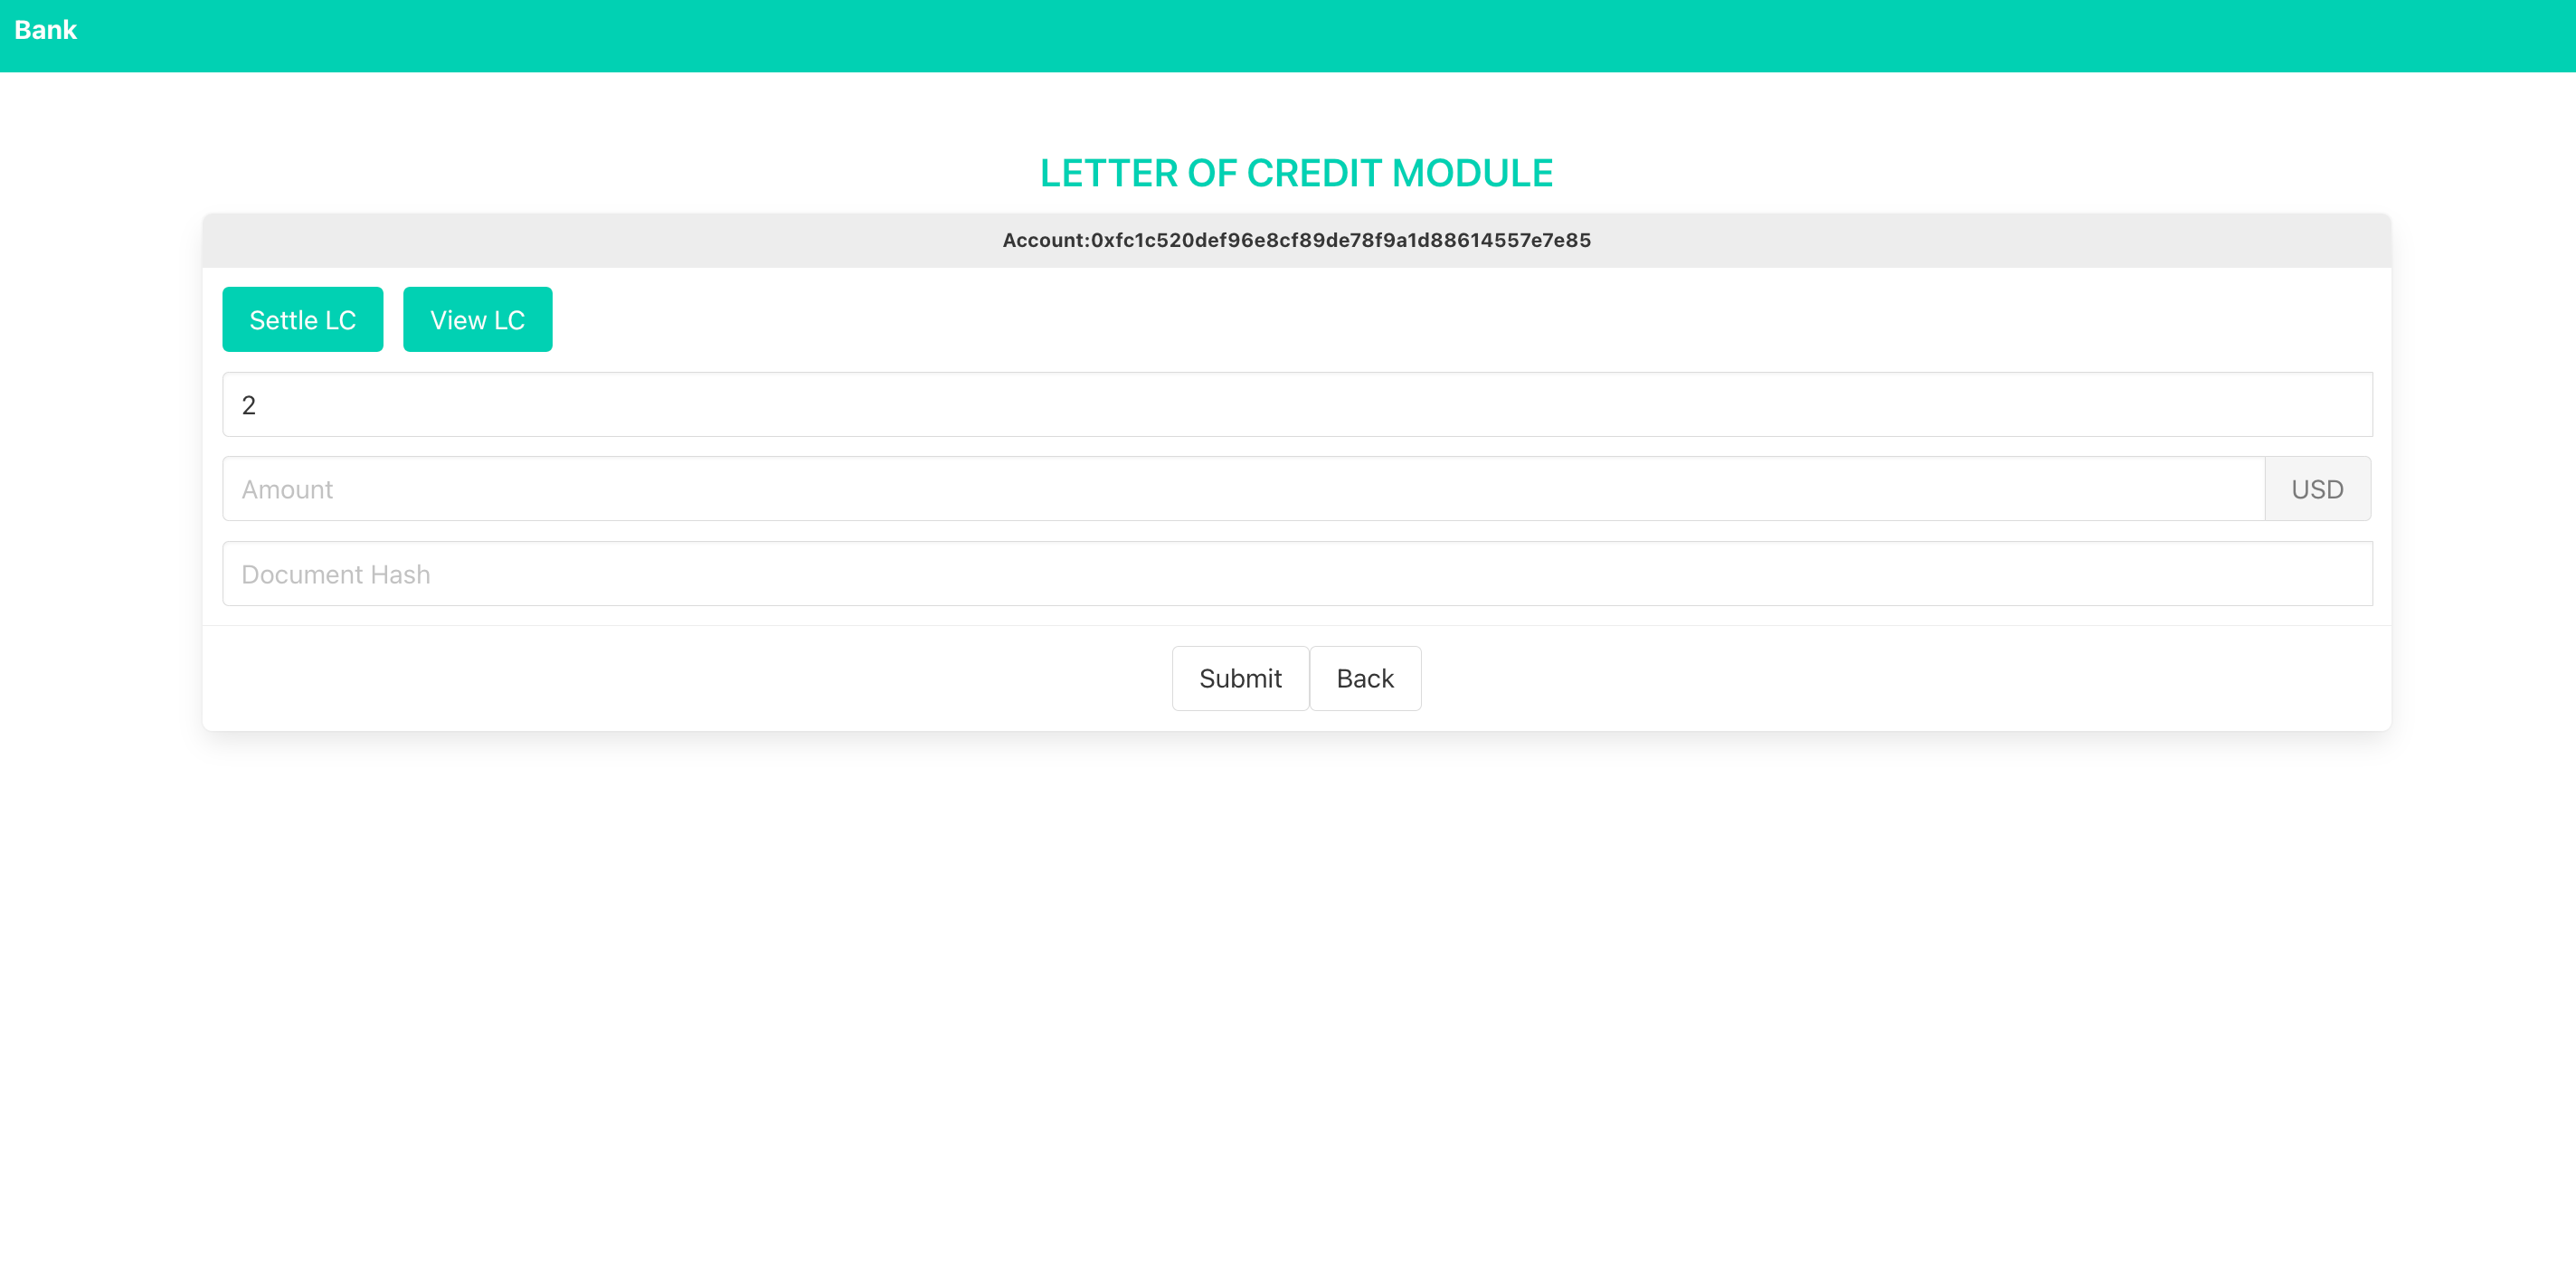 Bank
LETTER OF CREDIT MODULE
Account:0xfc1c520def96e8cf89de78f9a1d88614557e7e85
Settle LC View LC
2
Amount USD
Document Hash
Submit Back